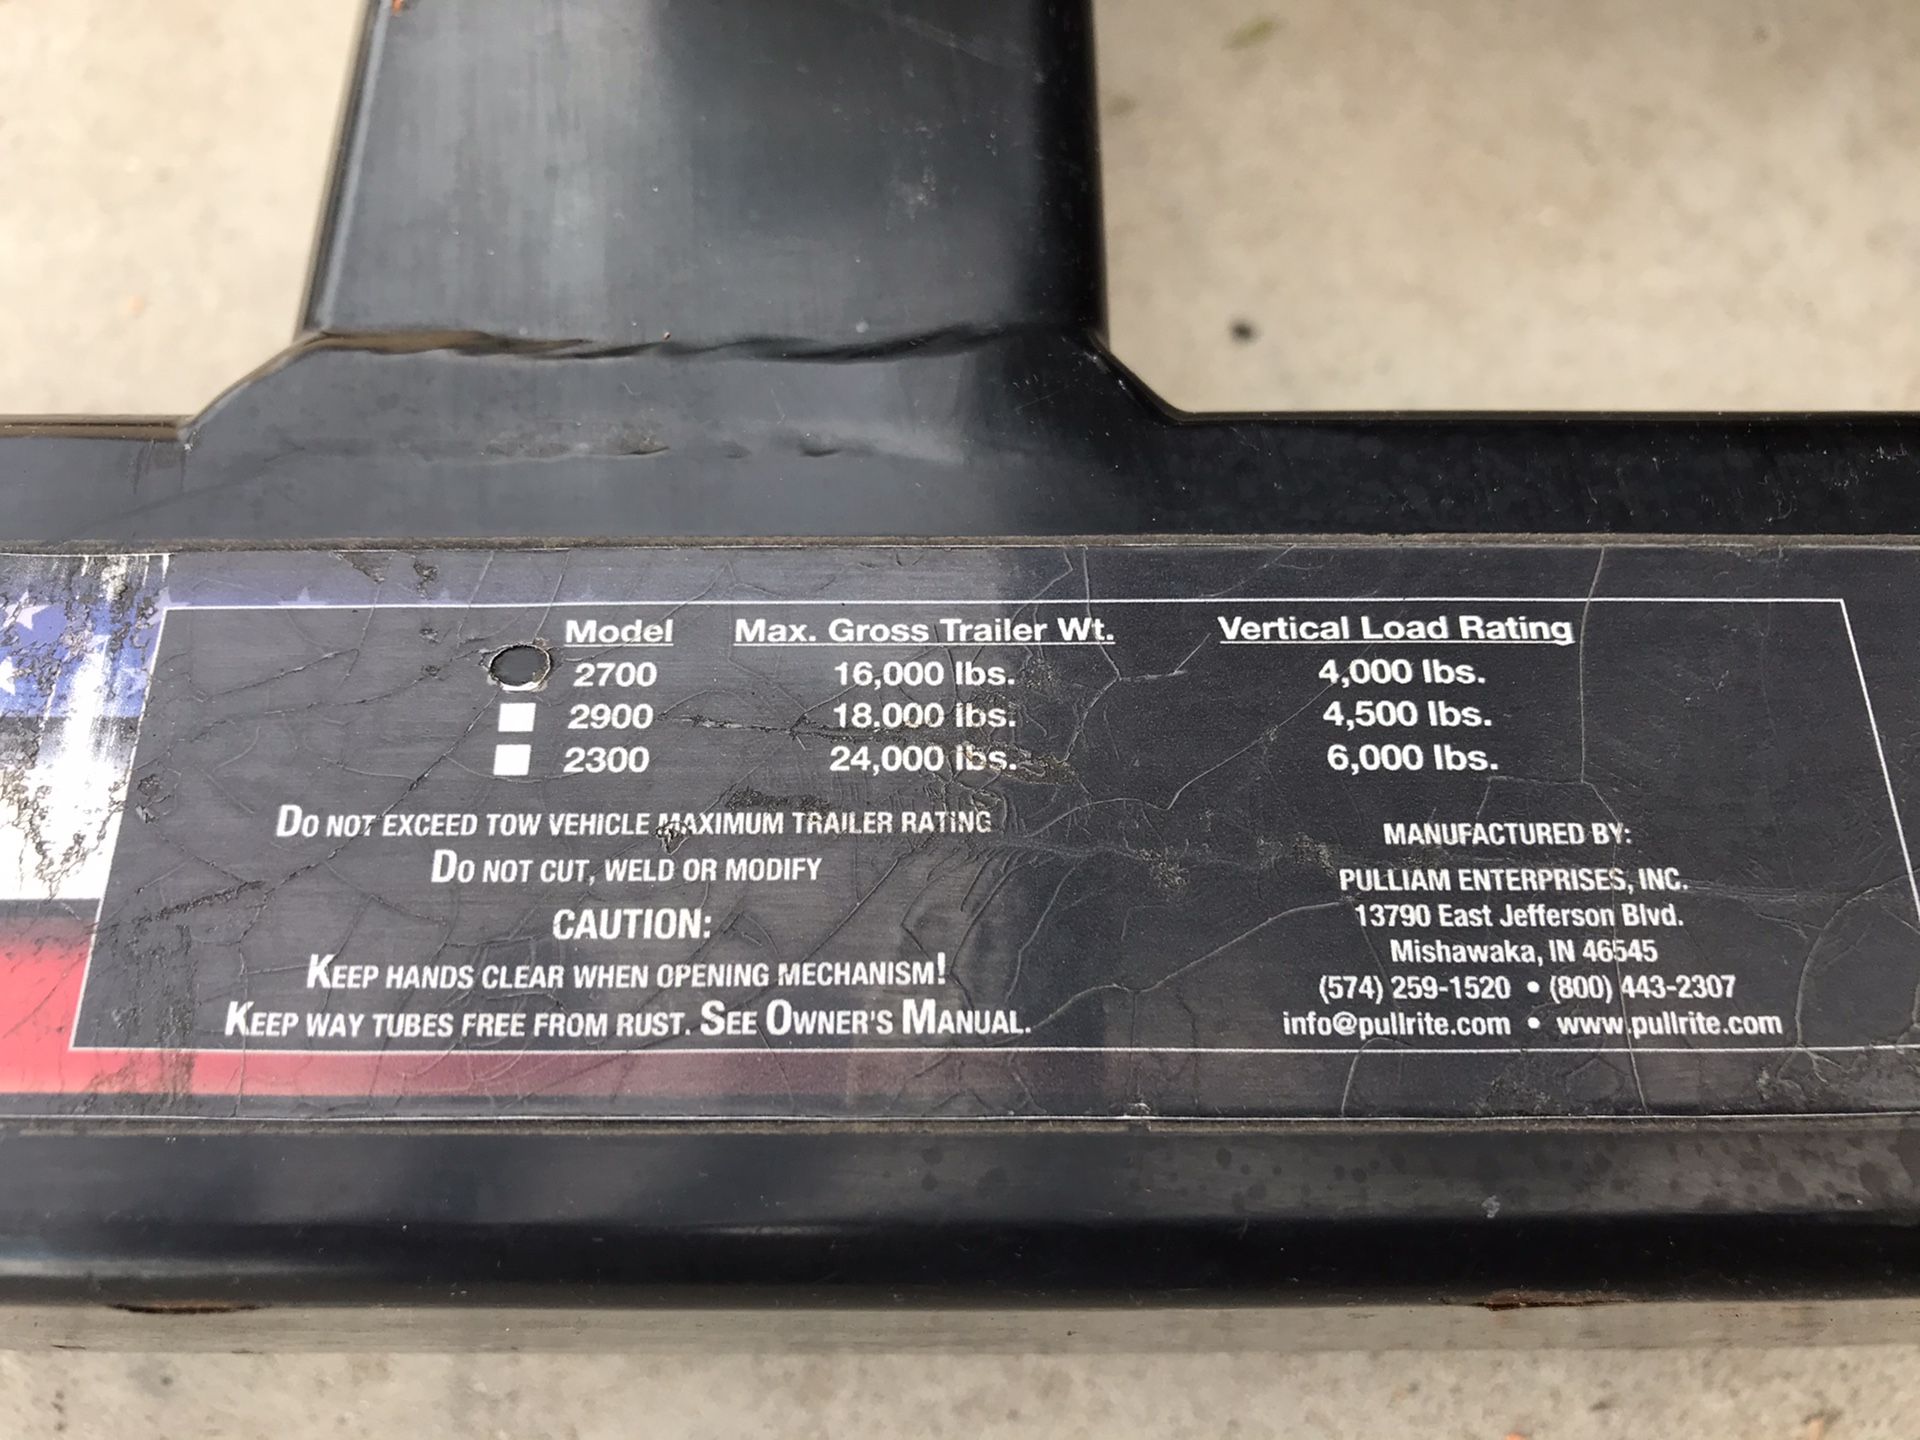 Model Max. Gross Trailer Wt. Vertical Load Rating
2700 16,000 lbs. 4,000 lbs.
2900 18.000 lbs. 4,500 lbs.
2300 24,000 lbs. 6,000 lbs.
DO NOT EXCEED TOW VEHICLE MAXIMUM TRAILER RATING
DO NOT CUT, WELD OR MODIFY
CAUTION:
KEEP HANDS CLEAR WHEN OPENING MECHANISM!
KEEP WAY TUBES FREE FROM RUST. SEE OWNER'S MANUAL.
MANUFACTURED BY:
PULLIAM ENTERPRISES, INC.
13790 East Jefferson Blvd.
Mishawaka, IN 46545
(574) 259-1520 • (800) 443-2307
info@pullrite.com • www.pullrite.com